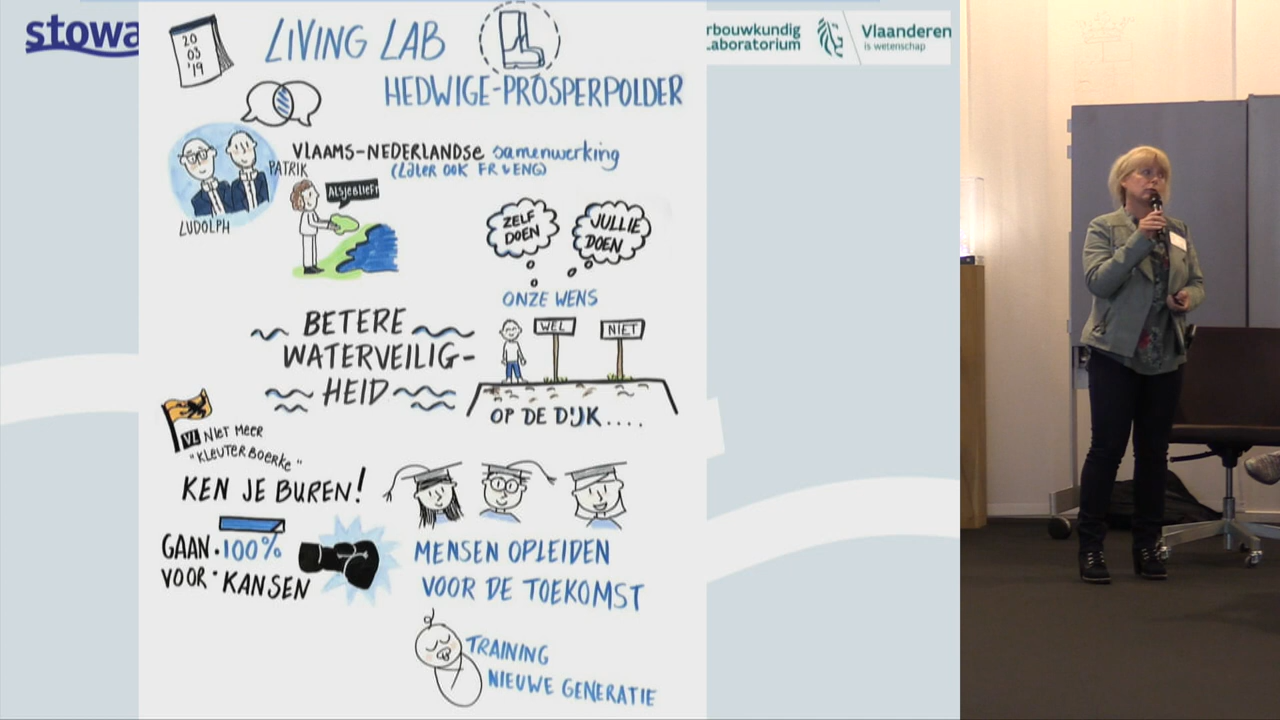 stowa
20
03
'19
LIVING LAB
HEDWIGE-PROSPERPOLDER
rbouwkundig
Laboratorium
Vlaanderen
is wetenschap
VLAAMS-NEDERLANDSE samenwerking
(Later OOK FR & ENG)
PATRIK
LUDOLPH
ALSJEBLIEFT
ZELF
DOEN
JULLIE
DOEN
ONZE WENS
WEL
NIET
OP DE DIJK....
BETERE
WATERVEILIG-
HEID
VL NIET MEER
"KLEUTERBOERKE"
KEN JE BUREN!
GAAN 100%
VOOR KANSEN
MENSEN OPLEIDEN
VOOR DE TOEKOMST
TRAINING
NIEUWE GENERATIE